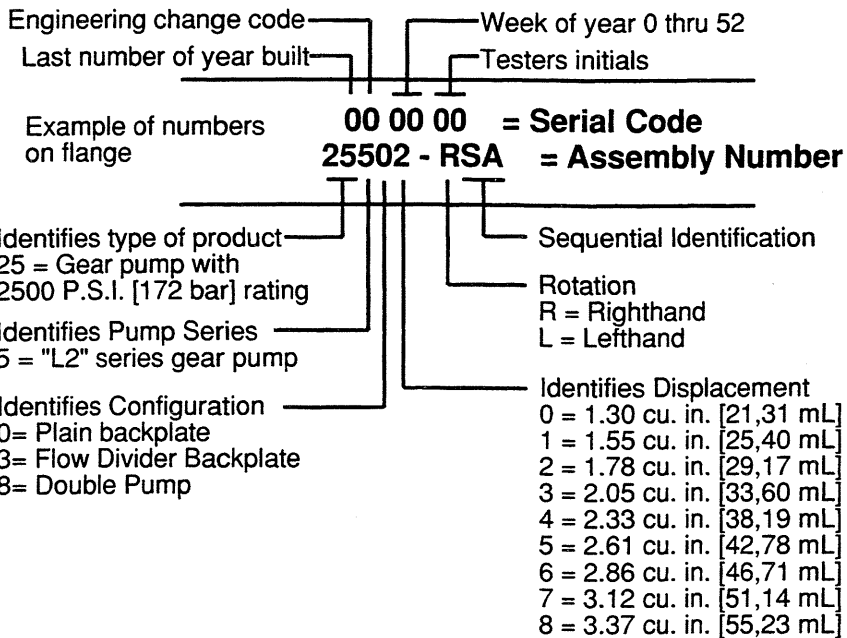 Engineering change code
Week of year 0 thru 52
Last number of year built
Testers initials
Example of numbers
on flange
00 00 00 = Serial Code
25502 - RSA = Assembly Number
Identifies type of product
25 = Gear pump with
2500 P.S.I. [172 bar] rating
Identifies Pump Series
5 = "L2" series gear pump
Identifies Configuration
0= Plain backplate
3= Flow Divider Backplate
8= Double Pump
Sequential Identification
Rotation
R = Righthand
L = Lefthand
Identifies Displacement
0 = 1.30 cu. in. [21,31 mL]
1 = 1.55 cu. in. [25,40 mL]
2 = 1.78 cu. in. [29,17 mL]
3 = 2.05 cu. in. [33,60 mL]
4 = 2.33 cu. in. [38,19 mL]
5 = 2.61 cu. in. [42,78 mL]
6 = 2.86 cu. in. [46,71 mL]
7 = 3.12 cu. in. [51,14 mL]
8 = 3.37 cu. in. [55,23 mL]